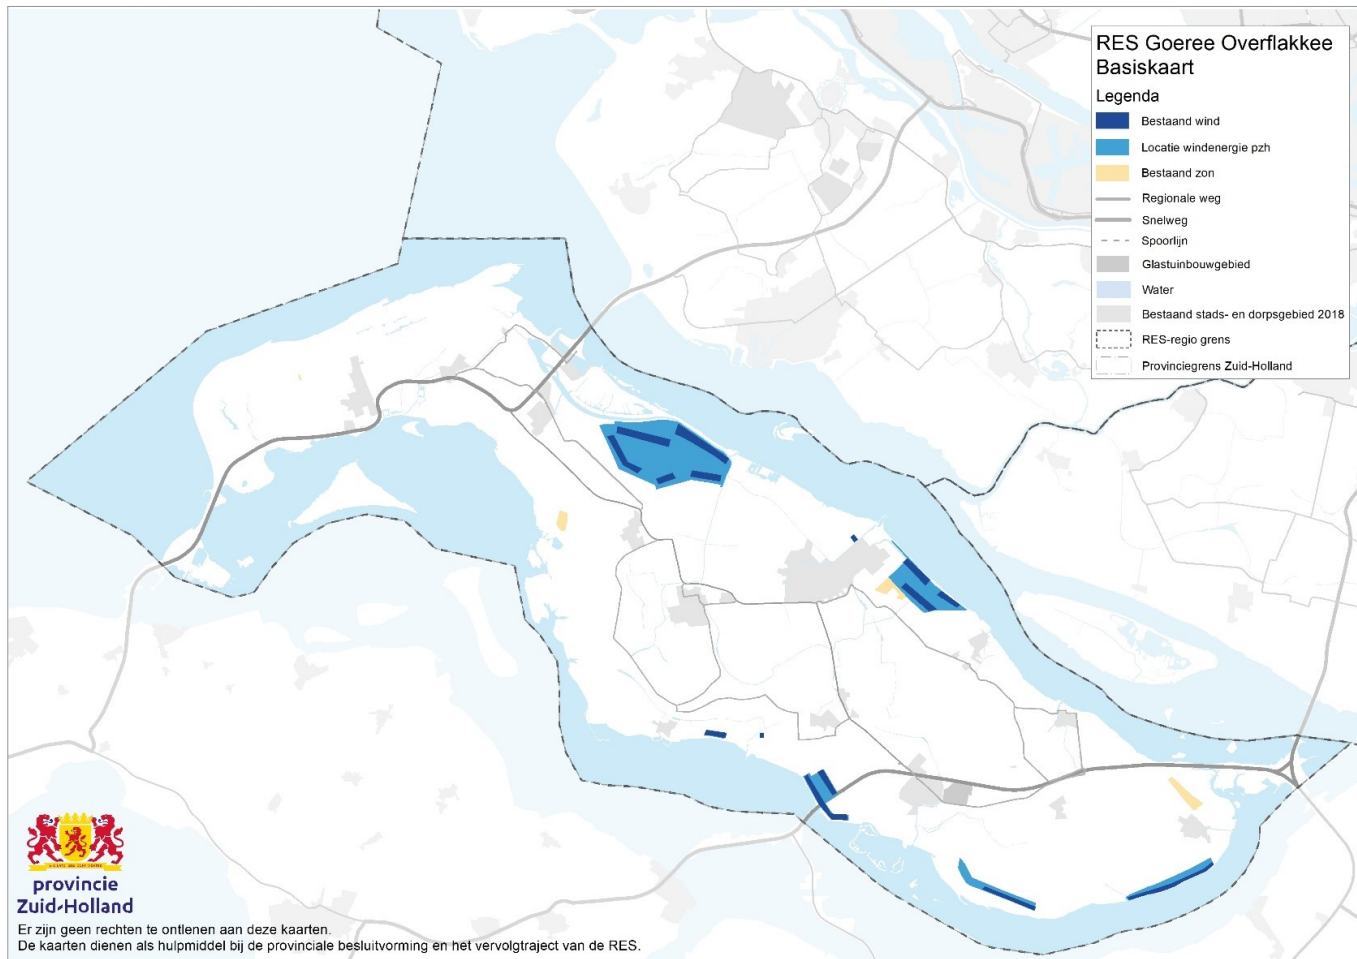 RES Goeree Overflakkee
Basiskaart
Legenda
Bestaand wind
Locatie windenergie pzh
Bestaand zon
Regionale weg
Snelweg
Spoorlijn
Glastuinbouwgebied
Water
Bestaand stads- en dorpsgebied 2018
RES-regio grens
Provinciegrens Zuid-Holland
provincie
Zuid-Holland
Er zijn geen rechten te ontlenen aan deze kaarten.
De kaarten dienen als hulpmiddel bij de provinciale besluitvorming en het vervolgtraject van de RES.